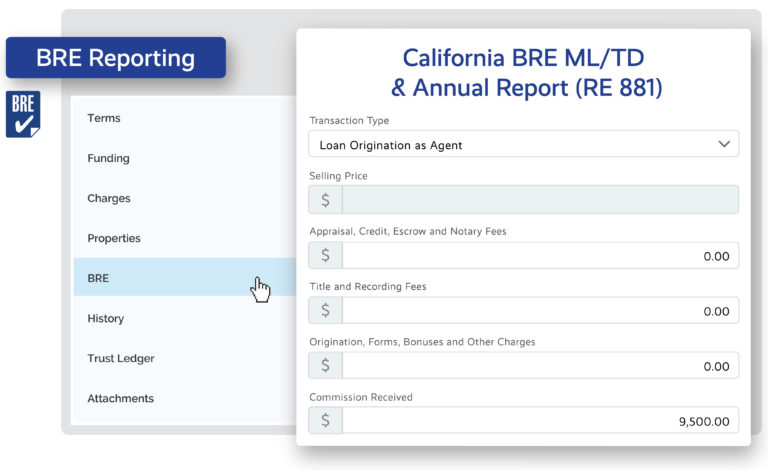 BRE Reporting
BRE
Terms
Funding
Charges
Properties
BRE
History
Trust Ledger
Attachments
California BRE ML/TD
& Annual Report (RE 881)
Transaction Type
Loan Origination as Agent
Selling Price
$
Appraisal, Credit, Escrow and Notary Fees
$ 0.00
Title and Recording Fees
$ 0.00
Origination, Forms, Bonuses and Other Charges
$ 0.00
Commission Received
$ 9,500.00